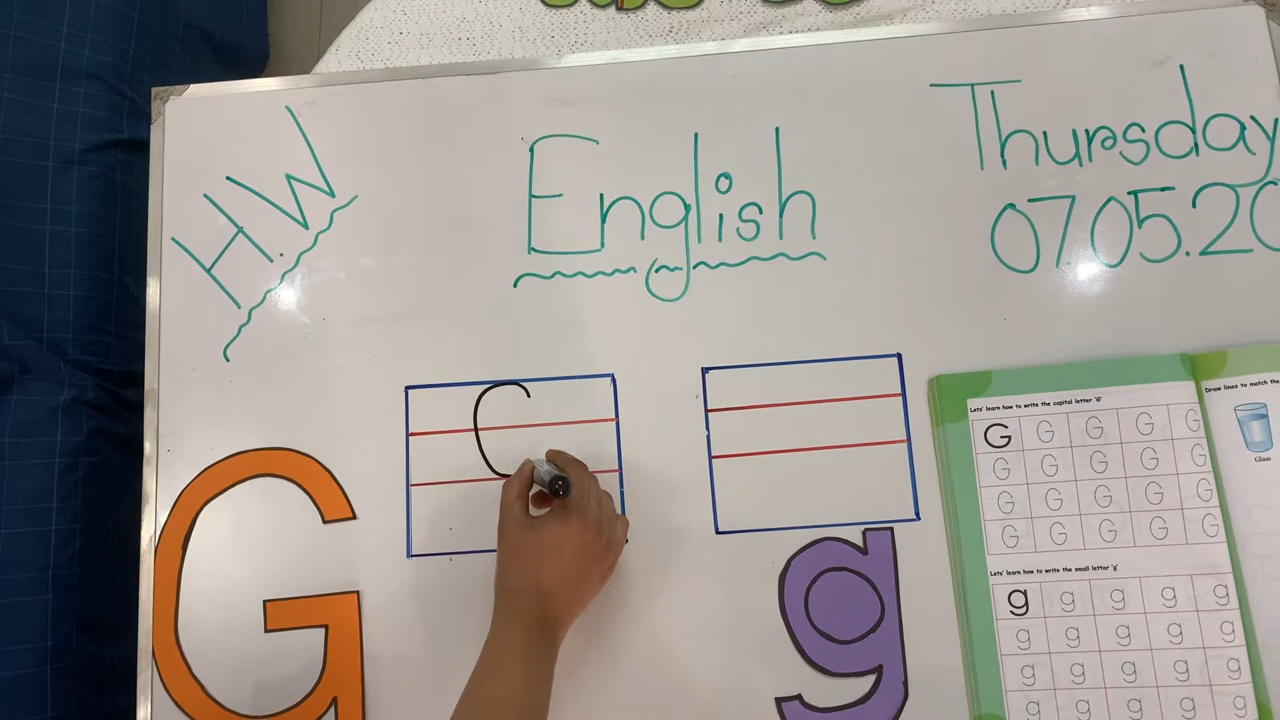 H.W
English
Thursday
07.05.20
G
g
Lets' learn how to write the capital letter 'G'
G G G G G
G G G G G
G G G G G
G G G G G
Lets' learn how to write the small letter 'g'
g g g g g
g g g g g
g g g g g
g g g g g
Draw lines to match the
Glass